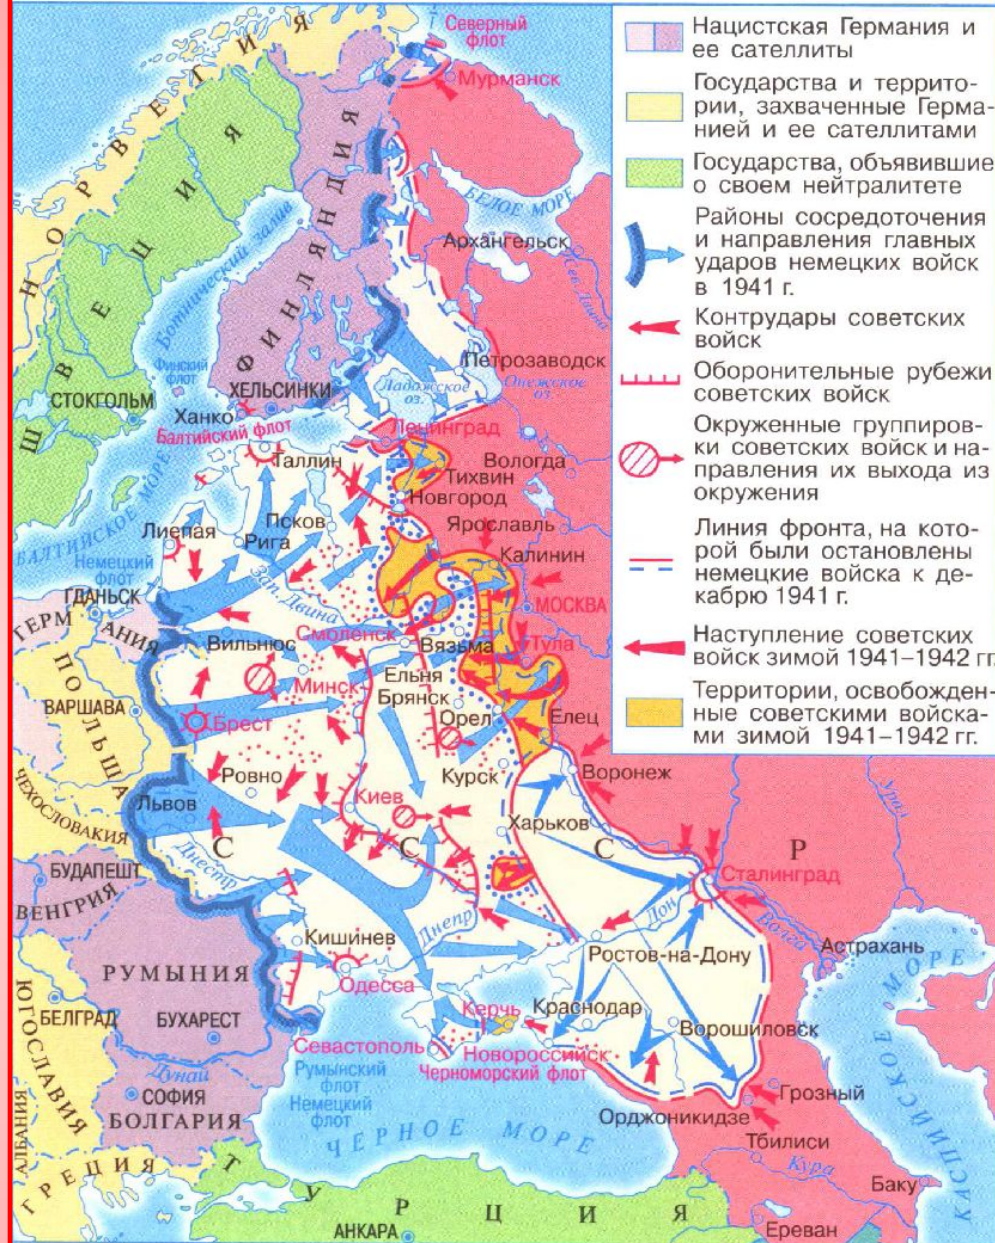 Нацистская Германия и
ее сателлиты
Государства и террито-
рии, захваченные Герма-
нией и ее сателлитами
Государства, объявившие
о своем нейтралитете
Районы сосредоточения
и направления главных
ударов немецких войск
в 1941 г.
Контрудары советских
войск
Оборонительные рубежи
советских войск
Окруженные группиров-
ки советских войск и на-
правления их выхода из
окружения
Линия фронта, на кото-
рой были остановлены
немецкие войска к де-
кабрю 1941 г.
Наступление советских
войск зимой 1941–1942 гг.
Территории, освобожден-
ные советскими войска-
ми зимой 1941–1942 гг.
Северный
флот
Мурманск
НОРВЕГИЯ
ШВЕЦИЯ
ФИНЛЯНДИЯ
БЕЛОЕ МОРЕ
Архангельск
Сев. Двина
Ботнический залив
Петрозаводск
Онежское
оз.
Ладожское
оз.
Финский
флот
ХЕЛЬСИНКИ
СТОКГОЛЬМ
Ханко
Балтийский флот
Ленинград
Таллин
Вологда
Тихвин
Новгород
БАЛТИЙСКОЕ МОРЕ
Псков
Ярославль
Лиепая
Рига
Калинин
Немецкий
флот
Зап. Двина
МОСКВА
ГДАНЬСК
ГЕРМАНИЯ
Смоленск
Вильнюс
Вязьма
Тула
Минск
Ельня
ПОЛЬША
Брянск
ВАРШАВА
Брест
Орел
Елец
ЧЕХОСЛОВАКИЯ
Ровно
Курск
Воронеж
Львов
Киев
Урал
Харьков
С С С Р
Днестр
Сталинград
БУДАПЕШТ
ВЕНГРИЯ
Днепр
Дон
Волга
Кишинев
Астрахань
Ростов-на-Дону
РУМЫНИЯ
Одесса
ЮГОСЛАВИЯ
БЕЛГРАД
БУХАРЕСТ
Керчь
Краснодар
Ворошиловск
Севастополь
Новороссийск
Черноморский флот
Дунай
Румынский
флот
Немецкий
флот
СОФИЯ
БОЛГАРИЯ
Грозный
Орджоникидзе
АЛБАНИЯ
ЧЕРНОЕ МОРЕ
Тбилиси
КАСПИЙСКОЕ МОРЕ
ГРЕЦИЯ
Кура
Баку
ТУРЦИЯ
АНКАРА
Ереван